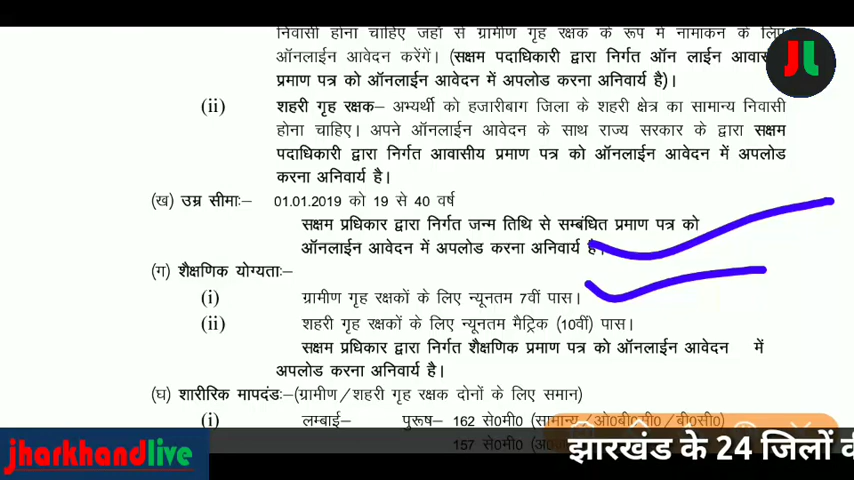 निवासी होना चाहिए जहाँ से ग्रामीण गृह रक्षक के रूप में नामांकन के लिए
ऑनलाईन आवेदन करेंगें। (सक्षम पदाधिकारी द्वारा निर्गत ऑन लाईन
प्रमाण पत्र को ऑनलाईन आवेदन में अपलोड करना अनिवार्य है)।
(ii) शहरी गृह रक्षक– अभ्यर्थी को हजारीबाग जिला के शहरी क्षेत्र का सामान्य निवासी
होना चाहिए। अपने ऑनलाईन आवेदन के साथ राज्य सरकार के द्वारा सक्षम
पदाधिकारी द्वारा निर्गत आवासीय प्रमाण पत्र को ऑनलाईन आवेदन में अपलोड
करना अनिवार्य है।
(ख) उम्र सीमाः– 01.01.2019 को 19 से 40 वर्ष
सक्षम प्रधिकार द्वारा निर्गत जन्म तिथि से सम्बंधित प्रमाण पत्र को
ऑनलाईन आवेदन में अपलोड करना अनिवार्य है।
(ग) शैक्षणिक योग्यताः–
(i) ग्रामीण गृह रक्षकों के लिए न्यूनतम 7वीं पास।
(ii) शहरी गृह रक्षकों के लिए न्यूनतम मैट्रिक (10वीं) पास।
सक्षम प्रधिकार द्वारा निर्गत शैक्षणिक प्रमाण पत्र को ऑनलाईन आवेदन में
अपलोड करना अनिवार्य है।
(घ) शारीरिक मापदंडः–(ग्रामीण/शहरी गृह रक्षक दोनों के लिए समान)
(i) लम्बाई– पुरूष– 162 से0मी0 (सामान्य/ओ0बी0सी0/बी0सी0)
157 से0मी0
JL
jharkhandlive
झारखंड के 24 जिलों